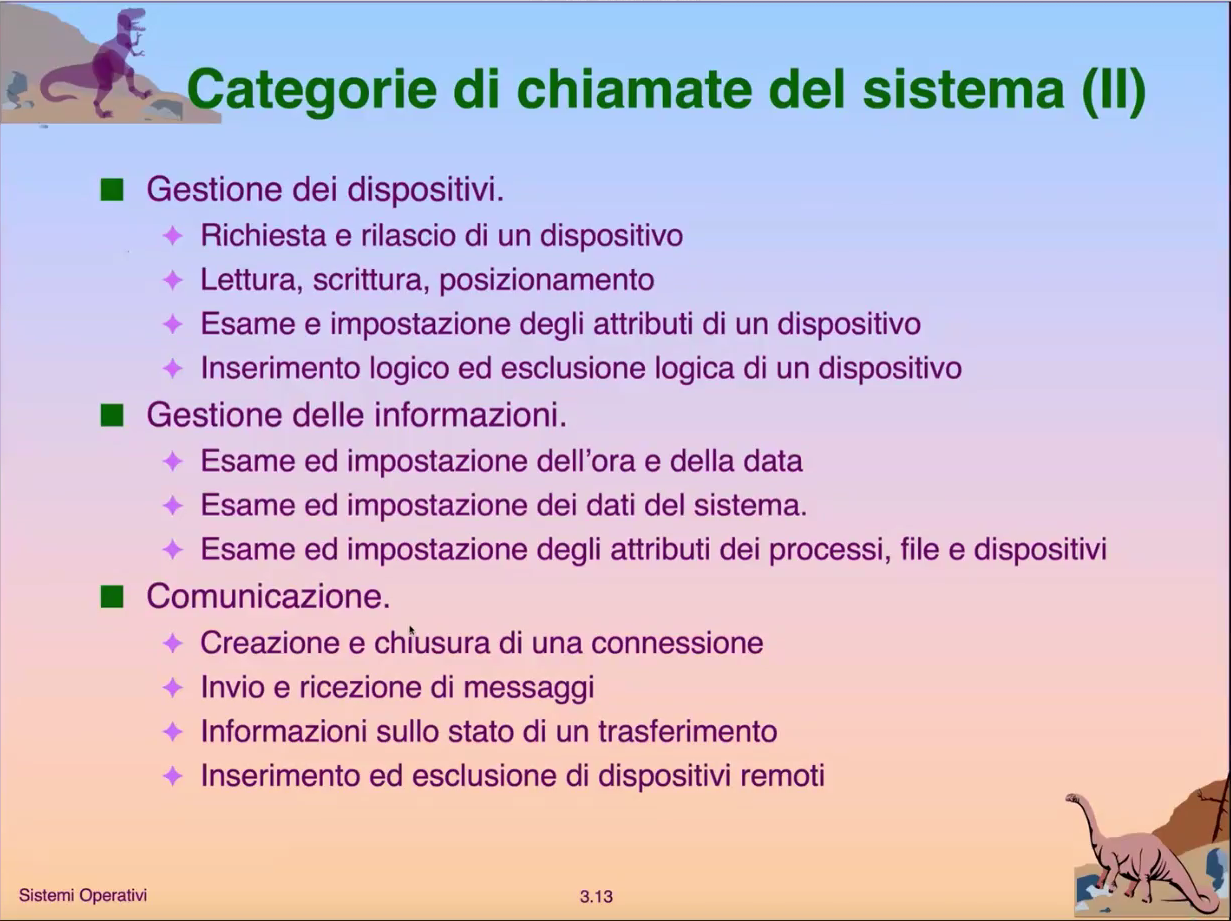 Categorie di chiamate del sistema (II)
Gestione dei dispositivi.
Richiesta e rilascio di un dispositivo
Lettura, scrittura, posizionamento
Esame e impostazione degli attributi di un dispositivo
Inserimento logico ed esclusione logica di un dispositivo
Gestione delle informazioni.
Esame ed impostazione dell’ora e della data
Esame ed impostazione dei dati del sistema.
Esame ed impostazione degli attributi dei processi, file e dispositivi
Comunicazione.
Creazione e chiusura di una connessione
Invio e ricezione di messaggi
Informazioni sullo stato di un trasferimento
Inserimento ed esclusione di dispositivi remoti
Sistemi Operativi
3.13